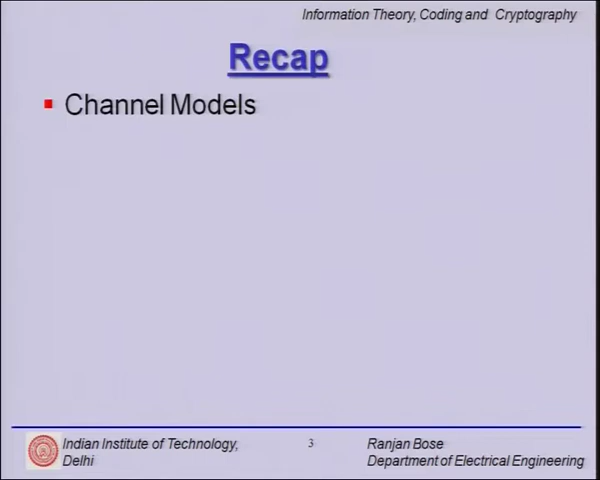 Information Theory, Coding and Cryptography
Recap
Channel Models
Indian Institute of Technology,
Delhi
3
Ranjan Bose
Department of Electrical Engineering